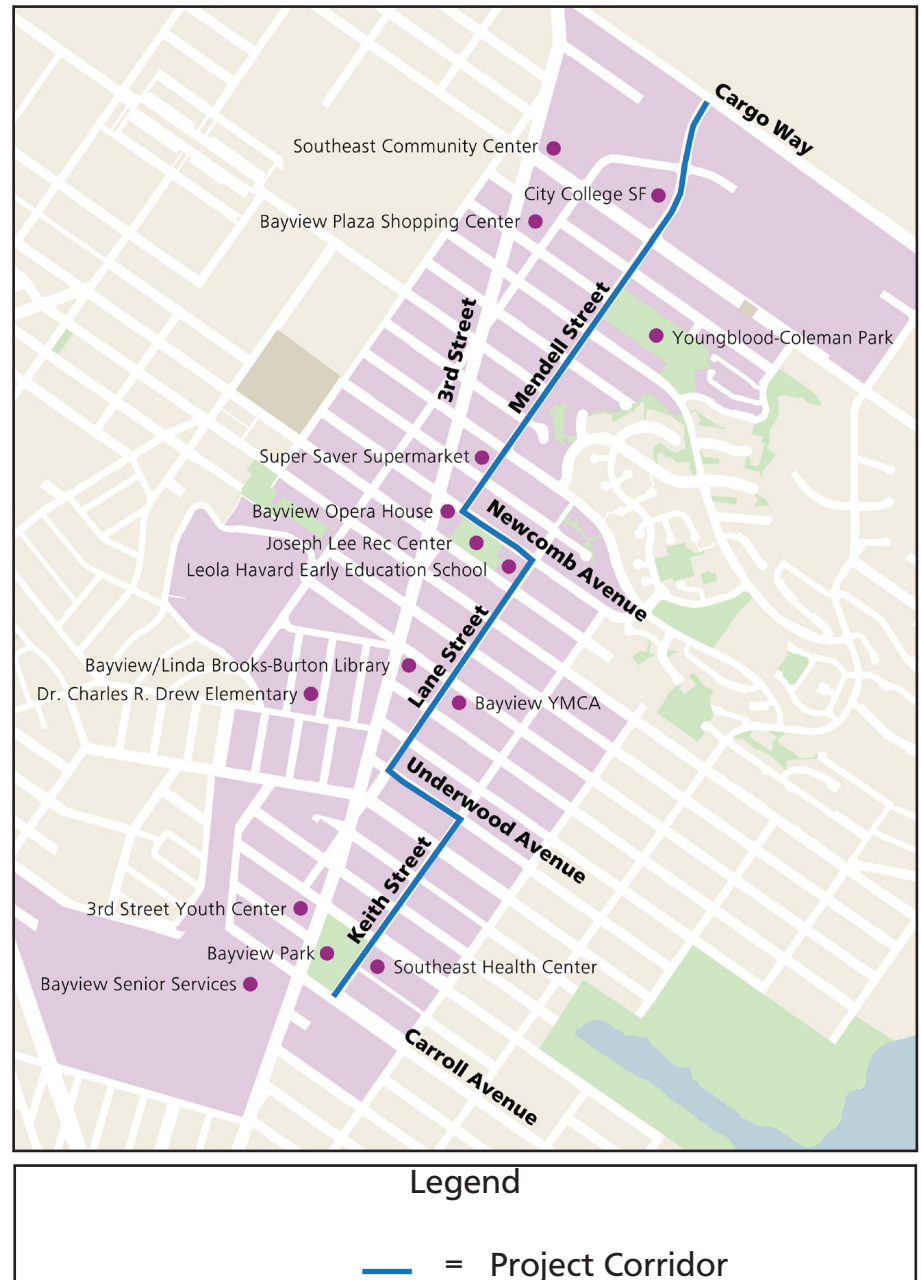 Cargo Way
Southeast Community Center
City College SF
Bayview Plaza Shopping Center
3rd Street
Mendell Street
Youngblood-Coleman Park
Super Saver Supermarket
Bayview Opera House
Newcomb Avenue
Joseph Lee Rec Center
Leola Havard Early Education School
Lane Street
Bayview/Linda Brooks-Burton Library
Dr. Charles R. Drew Elementary
Bayview YMCA
Underwood Avenue
Keith Street
3rd Street Youth Center
Bayview Park
Southeast Health Center
Bayview Senior Services
Carroll Avenue
Legend
= Project Corridor